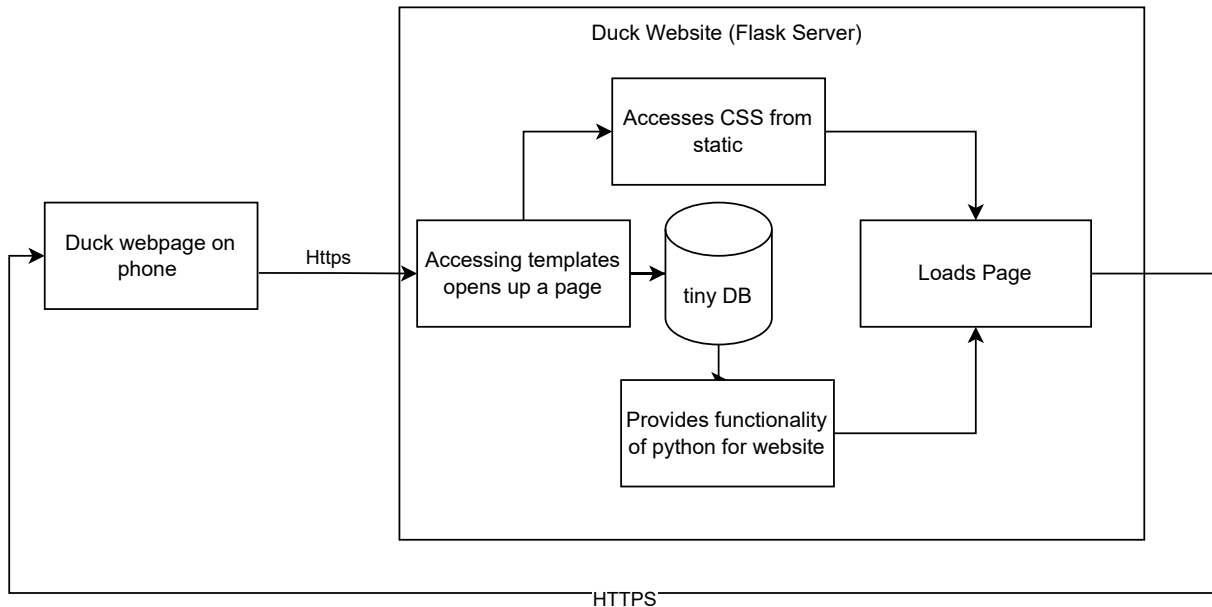 Duck Website (Flask Server)
Accesses CSS from
static
Duck webpage on
phone
Https
Accessing templates
opens up a page
tiny DB
Loads Page
Provides functionality
of python for website
HTTPS